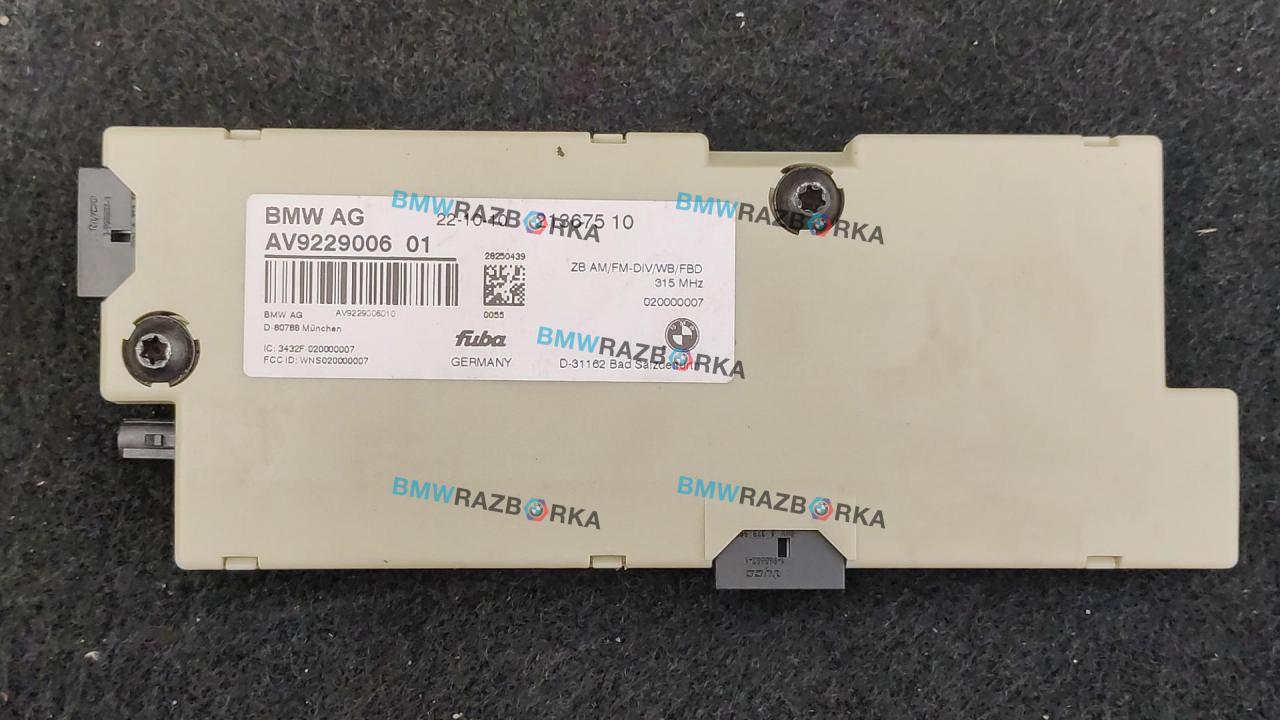 BMW AG
22-10-10 213675 10
AV9229006 01
28250439
ZB AM/FM-DIV/WB/FBD
315 MHz
020000007
BMW AG
AV9229006010
0055
D-80788 München
IC: 3432F-020000007
FCC ID: WNS020000007
fuba
GERMANY
D-31162 Bad Salzdetfurth
BMWRAZBORKA
BMWRAZBORKA
BMWRAZBORKA
BMWRAZBORKA
BMWRAZBORKA